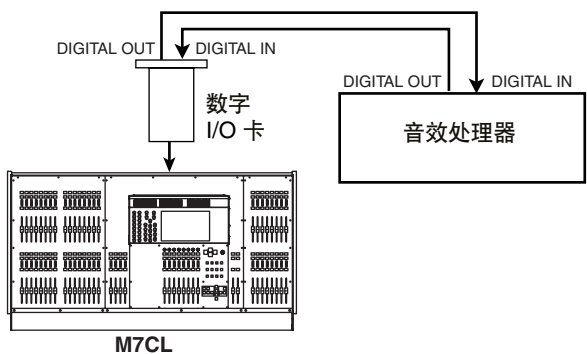 DIGITAL OUT
DIGITAL IN
数字
I/O 卡
DIGITAL OUT
DIGITAL IN
音效处理器
M7CL